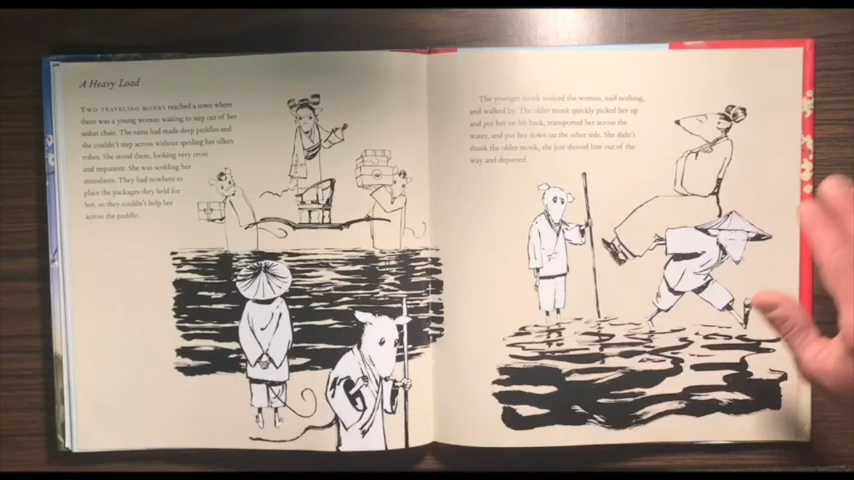 A Heavy Load
TWO TRAVELING MONKS reached a town where
there was a young woman waiting to step out of her
sedan chair. The rains had made deep puddles and
she couldn't step across without spoiling her silken
robes. She stood there, looking very cross
and impatient. She was scolding her
attendants. They had nowhere to
place the packages they held for
her, so they couldn't help her
across the puddle.
The younger monk noticed the woman, said nothing,
and walked by. The older monk quickly picked her up
and put her on his back, transported her across the
water, and put her down on the other side. She didn't
thank the older monk, she just shoved him out of the
way and departed.